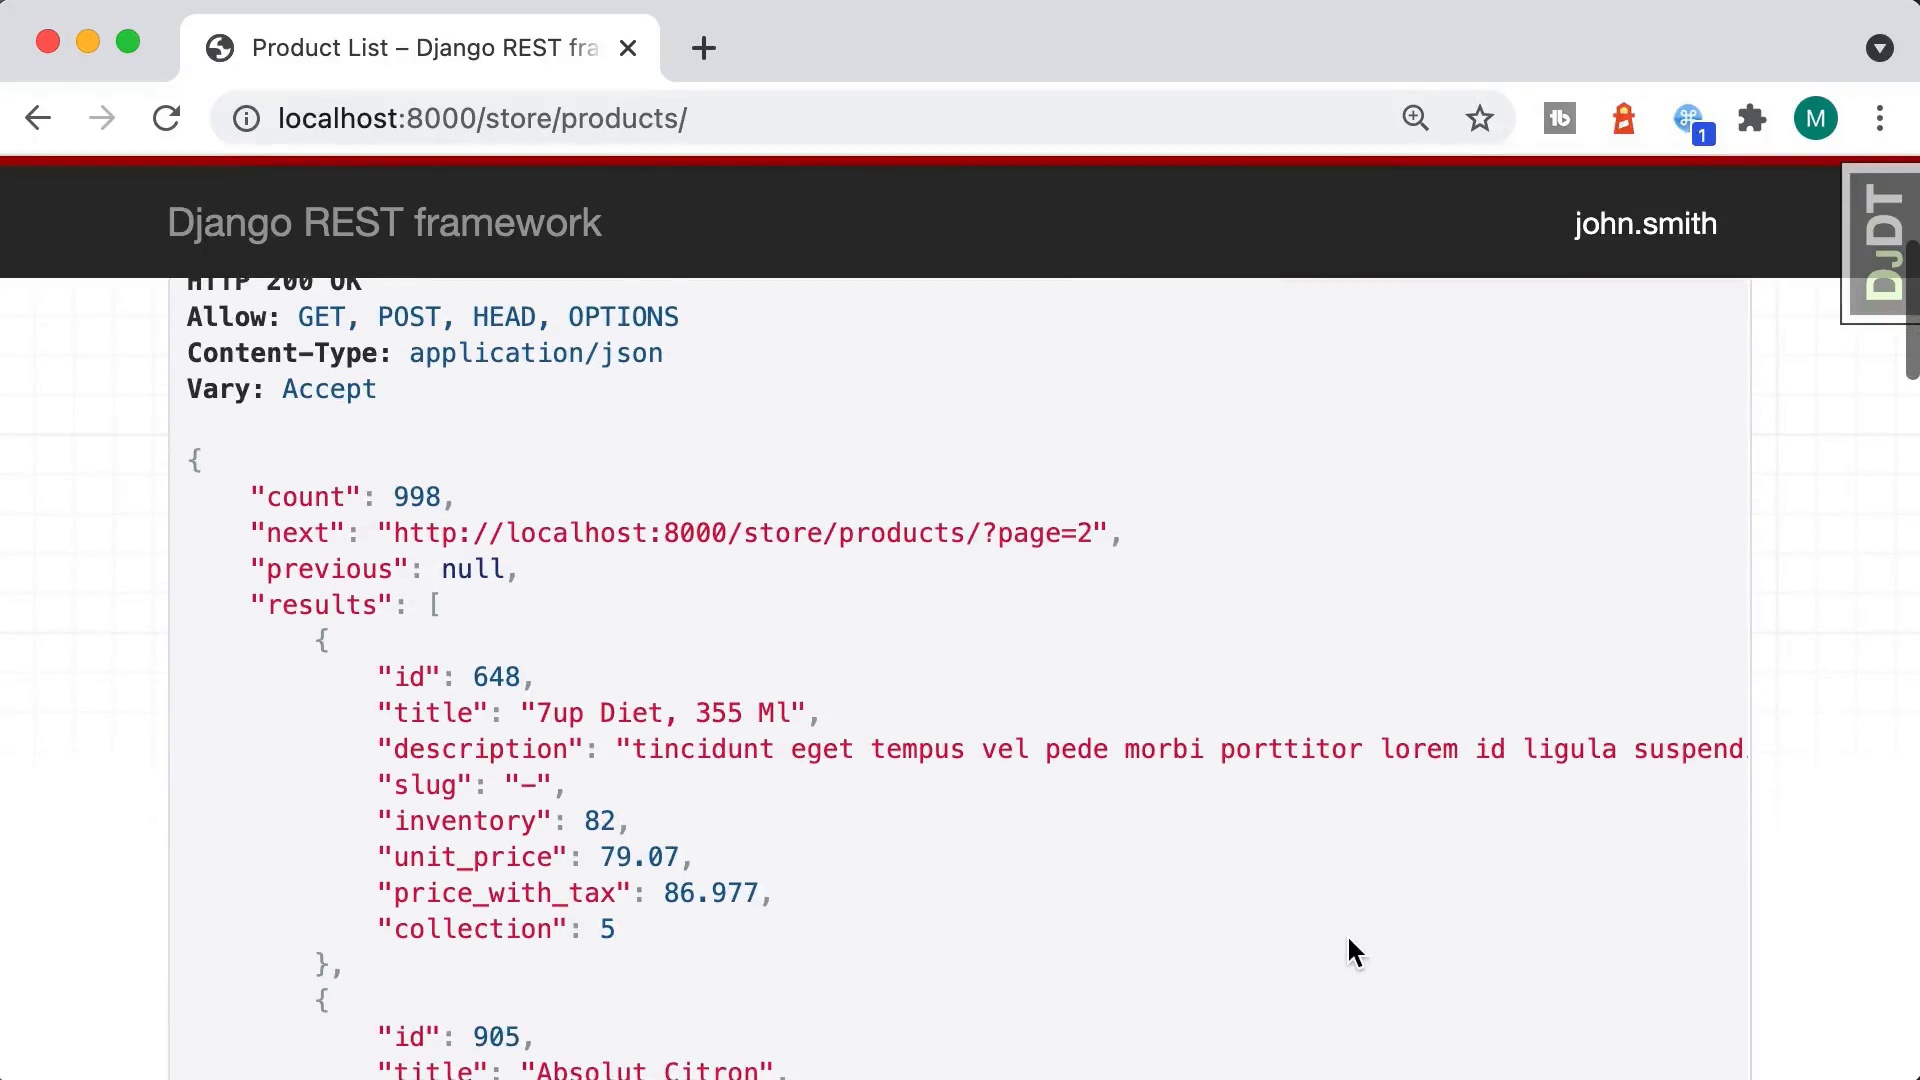 Product List – Django REST fra
localhost:8000/store/products/
1
M
Django REST framework
john.smith
DJDT
HTTP 200 OK
Allow: GET, POST, HEAD, OPTIONS
Content-Type: application/json
Vary: Accept
{
"count": 998,
"next": "http://localhost:8000/store/products/?page=2",
"previous": null,
"results": [
{
"id": 648,
"title": "7up Diet, 355 Ml",
"description": "tincidunt eget tempus vel pede morbi porttitor lorem id ligula suspend
"slug": "-",
"inventory": 82,
"unit_price": 79.07,
"price_with_tax": 86.977,
"collection": 5
},
{
"id": 905,
"title": "Absolut Citron",